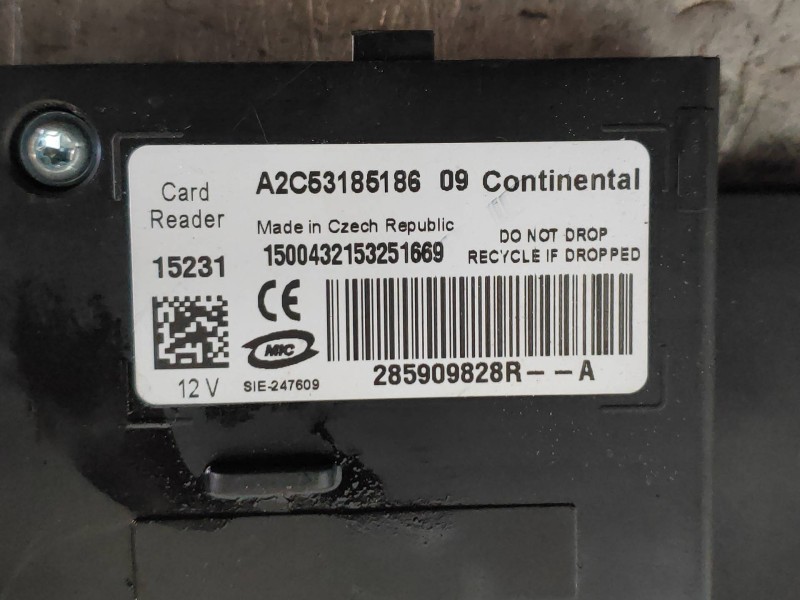 Card Reader
A2C53185186 09 Continental
Made in Czech Republic
15231
1500432153251669
DO NOT DROP
RECYCLE IF DROPPED
CE
MIC
12 V
SIE-247609
285909828R--A